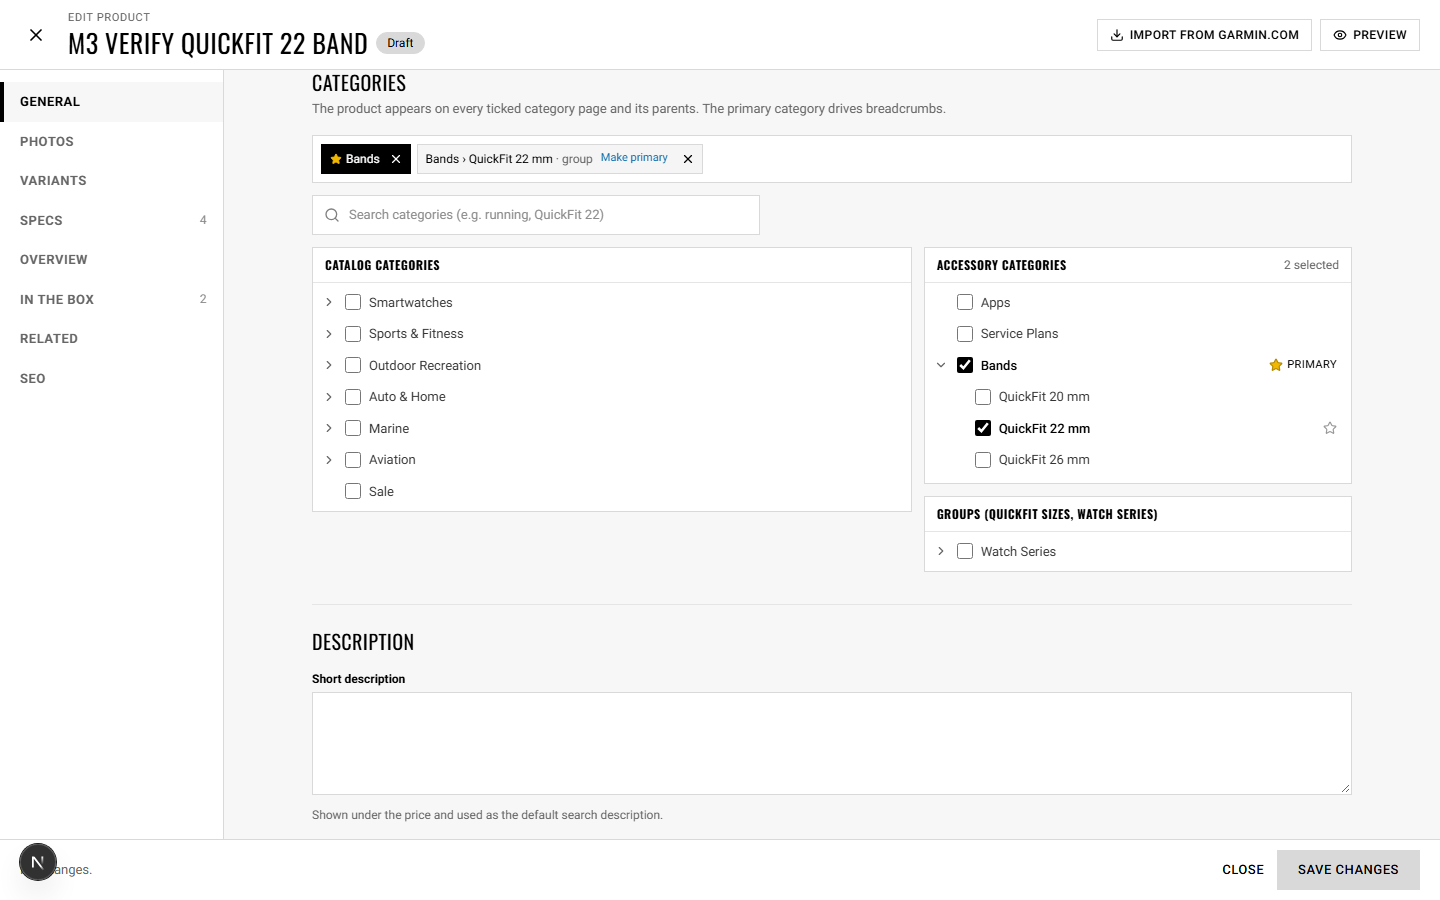 EDIT PRODUCT
M3 VERIFY QUICKFIT 22 BAND
Draft
IMPORT FROM GARMIN.COM
PREVIEW
GENERAL
PHOTOS
VARIANTS
SPECS 4
OVERVIEW
IN THE BOX 2
RELATED
SEO
CATEGORIES
The product appears on every ticked category page and its parents. The primary category drives breadcrumbs.
Bands
Bands › QuickFit 22 mm · group Make primary
Search categories (e.g. running, QuickFit 22)
CATALOG CATEGORIES
Smartwatches
Sports & Fitness
Outdoor Recreation
Auto & Home
Marine
Aviation
Sale
ACCESSORY CATEGORIES 2 selected
Apps
Service Plans
Bands PRIMARY
QuickFit 20 mm
QuickFit 22 mm
QuickFit 26 mm
GROUPS (QUICKFIT SIZES, WATCH SERIES)
Watch Series
DESCRIPTION
Short description
Shown under the price and used as the default search description.
N
anges.
CLOSE
SAVE CHANGES